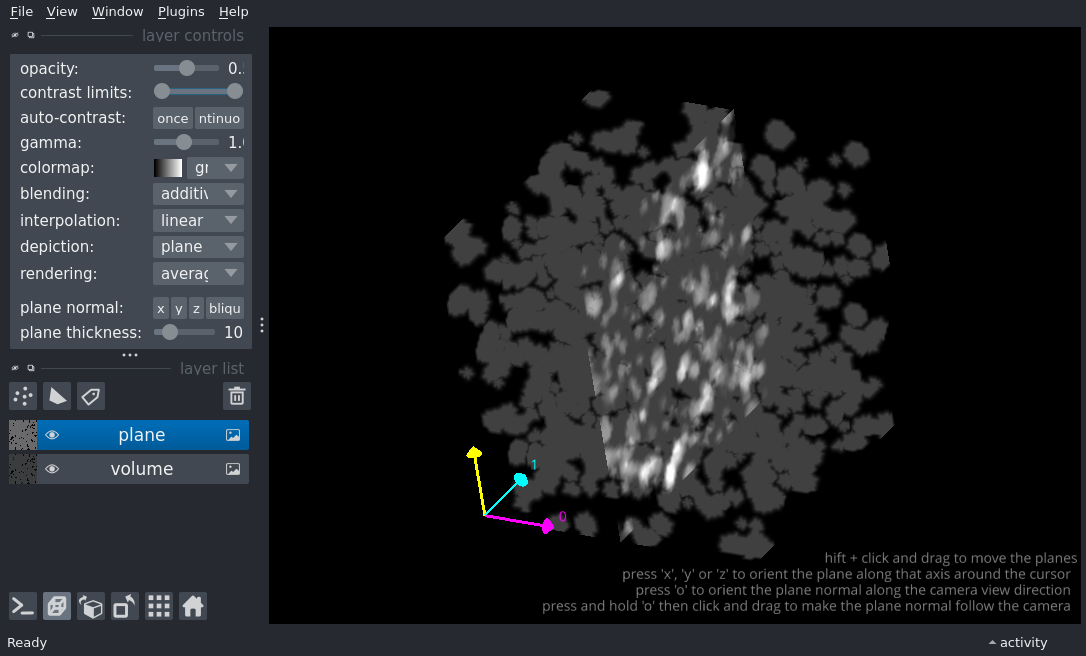 File View Window Plugins Help
layer controls
opacity: 0.
contrast limits:
auto-contrast: once ntinuo
gamma: 1.
colormap: gr
blending: additiv
interpolation: linear
depiction: plane
rendering: averag
plane normal: x y z bliqu
plane thickness: 10
layer list
plane
volume
1
0
hift + click and drag to move the planes
press 'x', 'y' or 'z' to orient the plane along that axis around the cursor
press 'o' to orient the plane normal along the camera view direction
press and hold 'o' then click and drag to make the plane normal follow the camera
Ready activity